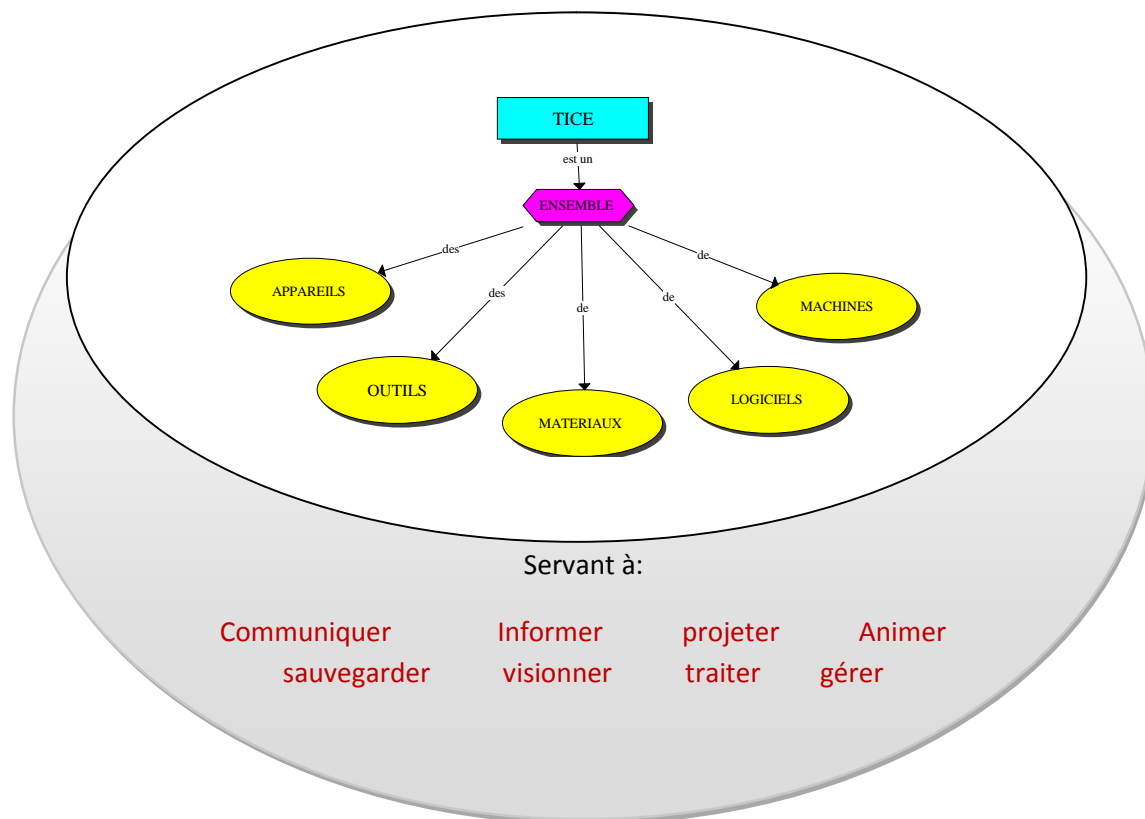 TICE
est un
ENSEMBLE
des
des
de
de
de
APPAREILS
OUTILS
MATERIAUX
LOGICIELS
MACHINES
Servant à:
Communiquer Informer projeter Animer
sauvegarder visionner traiter gérer